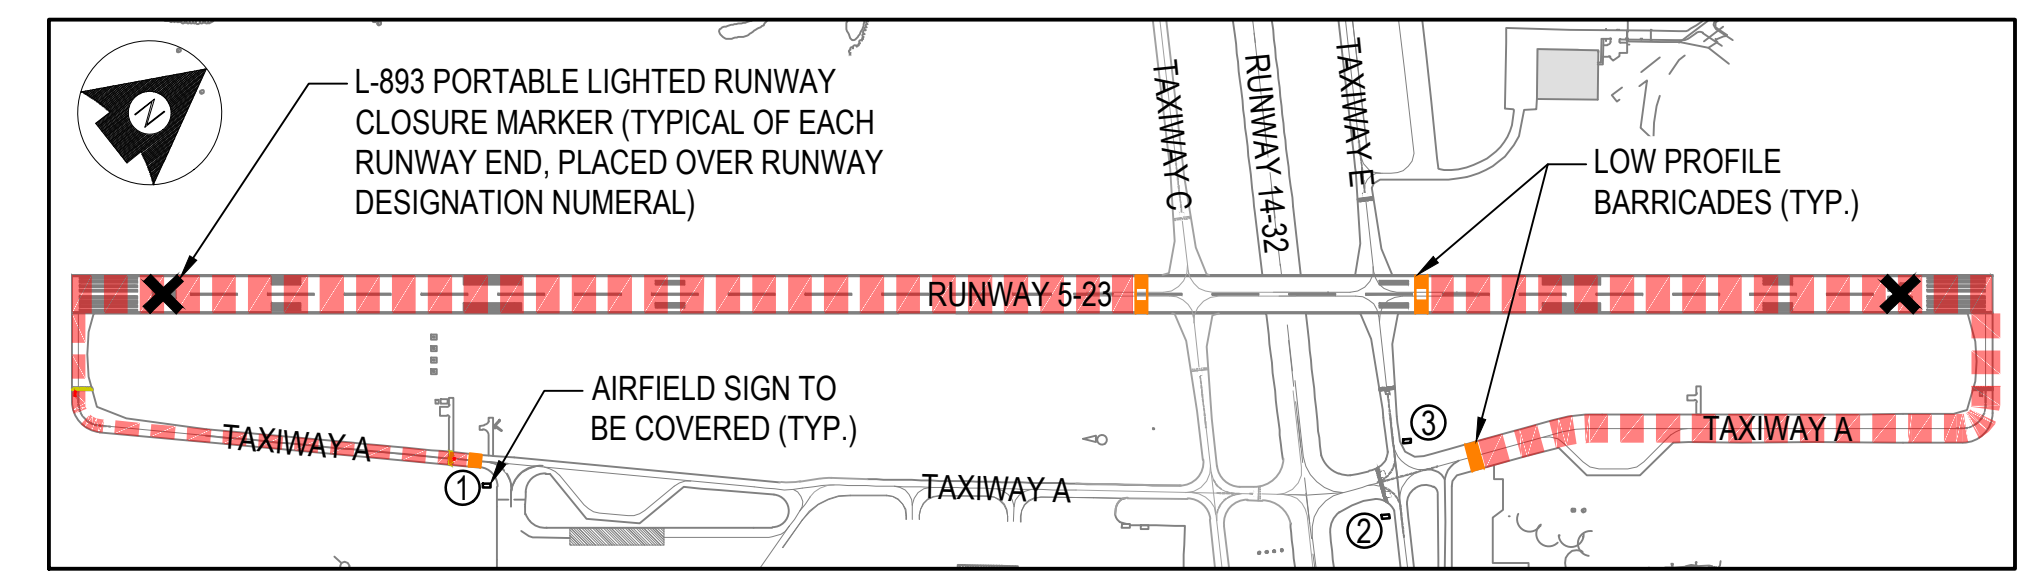 N
L-893 PORTABLE LIGHTED RUNWAY
CLOSURE MARKER (TYPICAL OF EACH
RUNWAY END, PLACED OVER RUNWAY
DESIGNATION NUMERAL)
TAXIWAY C
RUNWAY 14-32
TAXIWAY E
LOW PROFILE
BARRICADES (TYP.)
RUNWAY 5-23
AIRFIELD SIGN TO
BE COVERED (TYP.)
TAXIWAY A
TAXIWAY A
TAXIWAY A
1
2
3